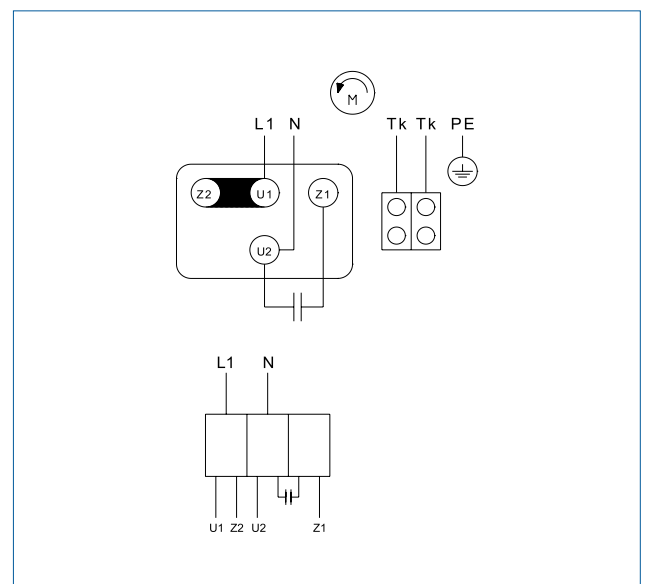 M
L1 N Tk Tk PE
Z2 U1 Z1
U2
L1 N
U1 Z2 U2 Z1